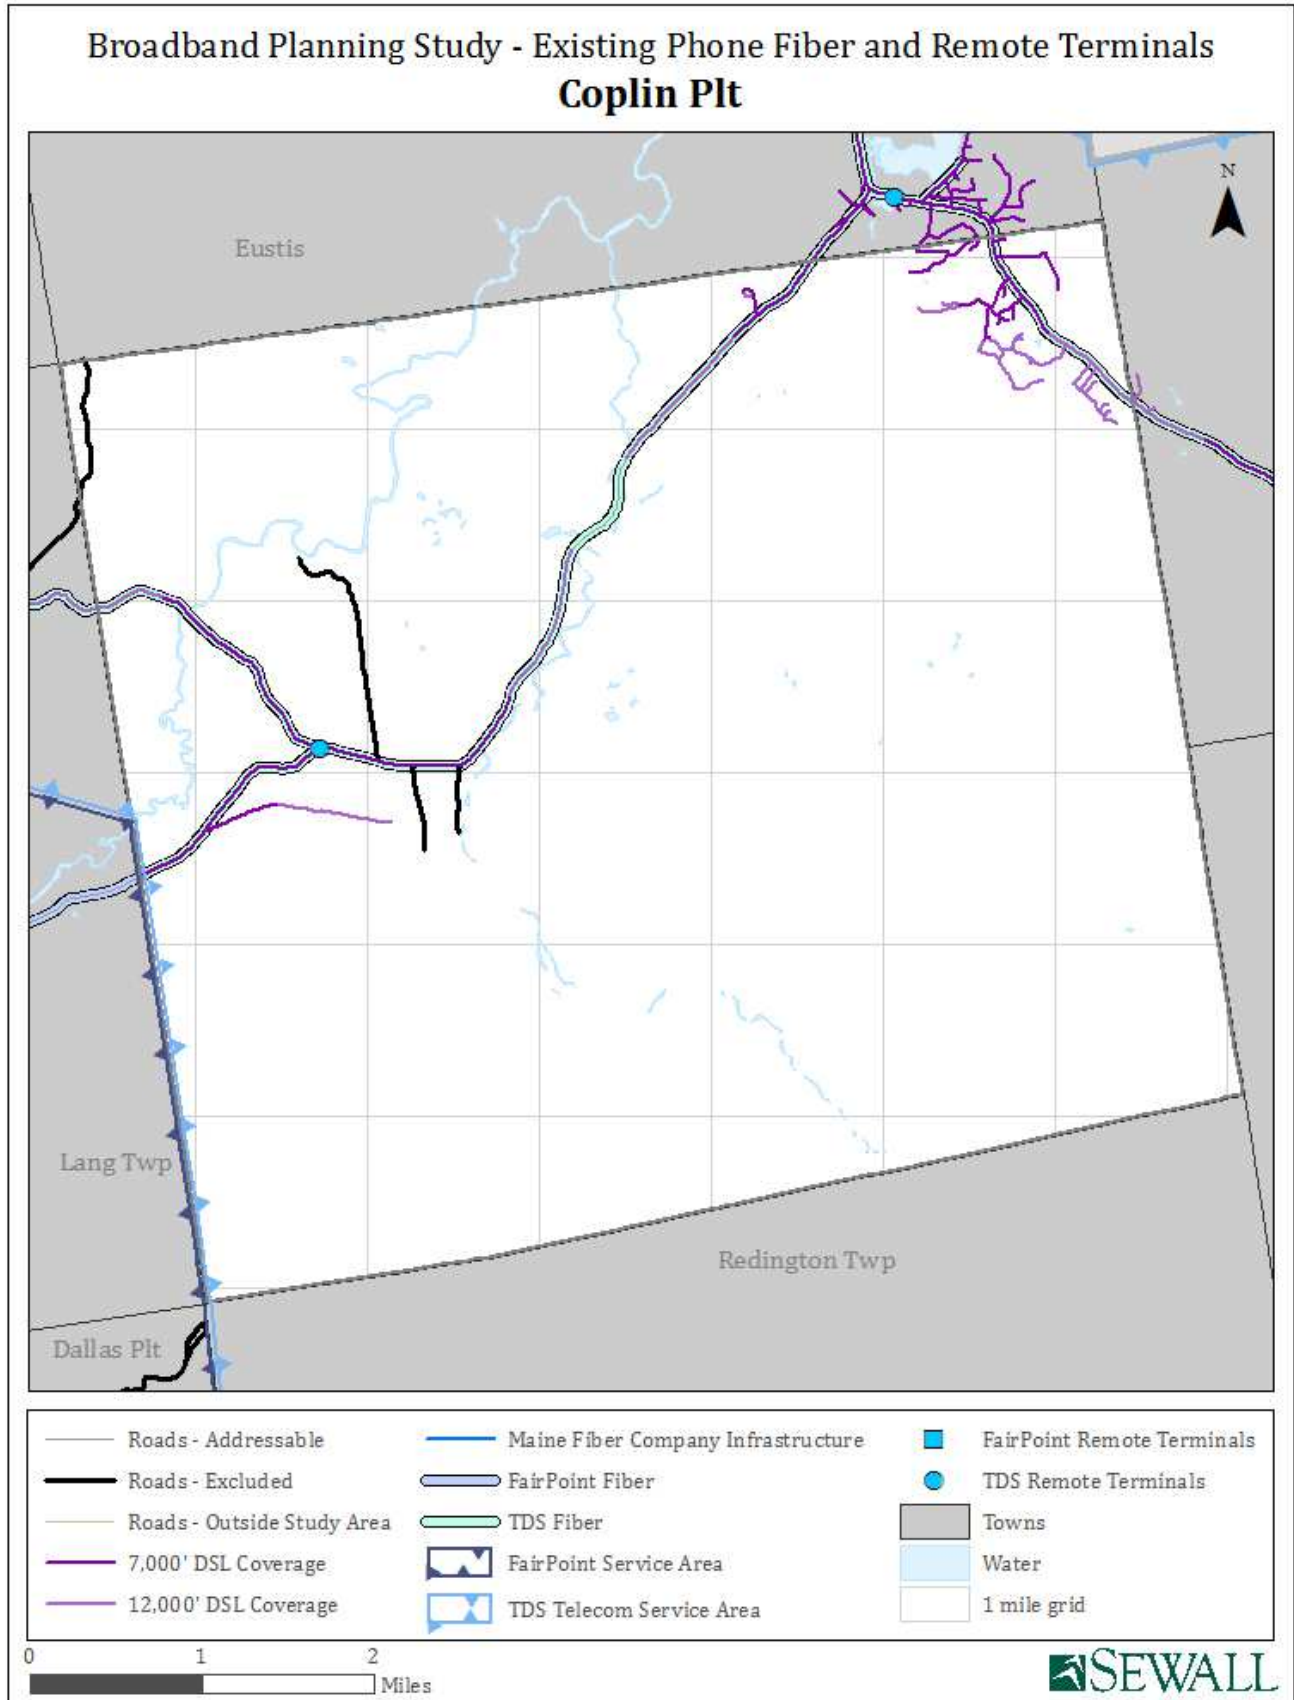 Broadband Planning Study - Existing Phone Fiber and Remote Terminals
Coplin Plt
N
Eustis
Lang Twp
Redington Twp
Dallas Plt
Roads - Addressable
Roads - Excluded
Roads - Outside Study Area
7,000' DSL Coverage
12,000' DSL Coverage
Maine Fiber Company Infrastructure
FairPoint Fiber
TDS Fiber
FairPoint Service Area
TDS Telecom Service Area
FairPoint Remote Terminals
TDS Remote Terminals
Towns
Water
1 mile grid
0 1 2
Miles
SEWALL